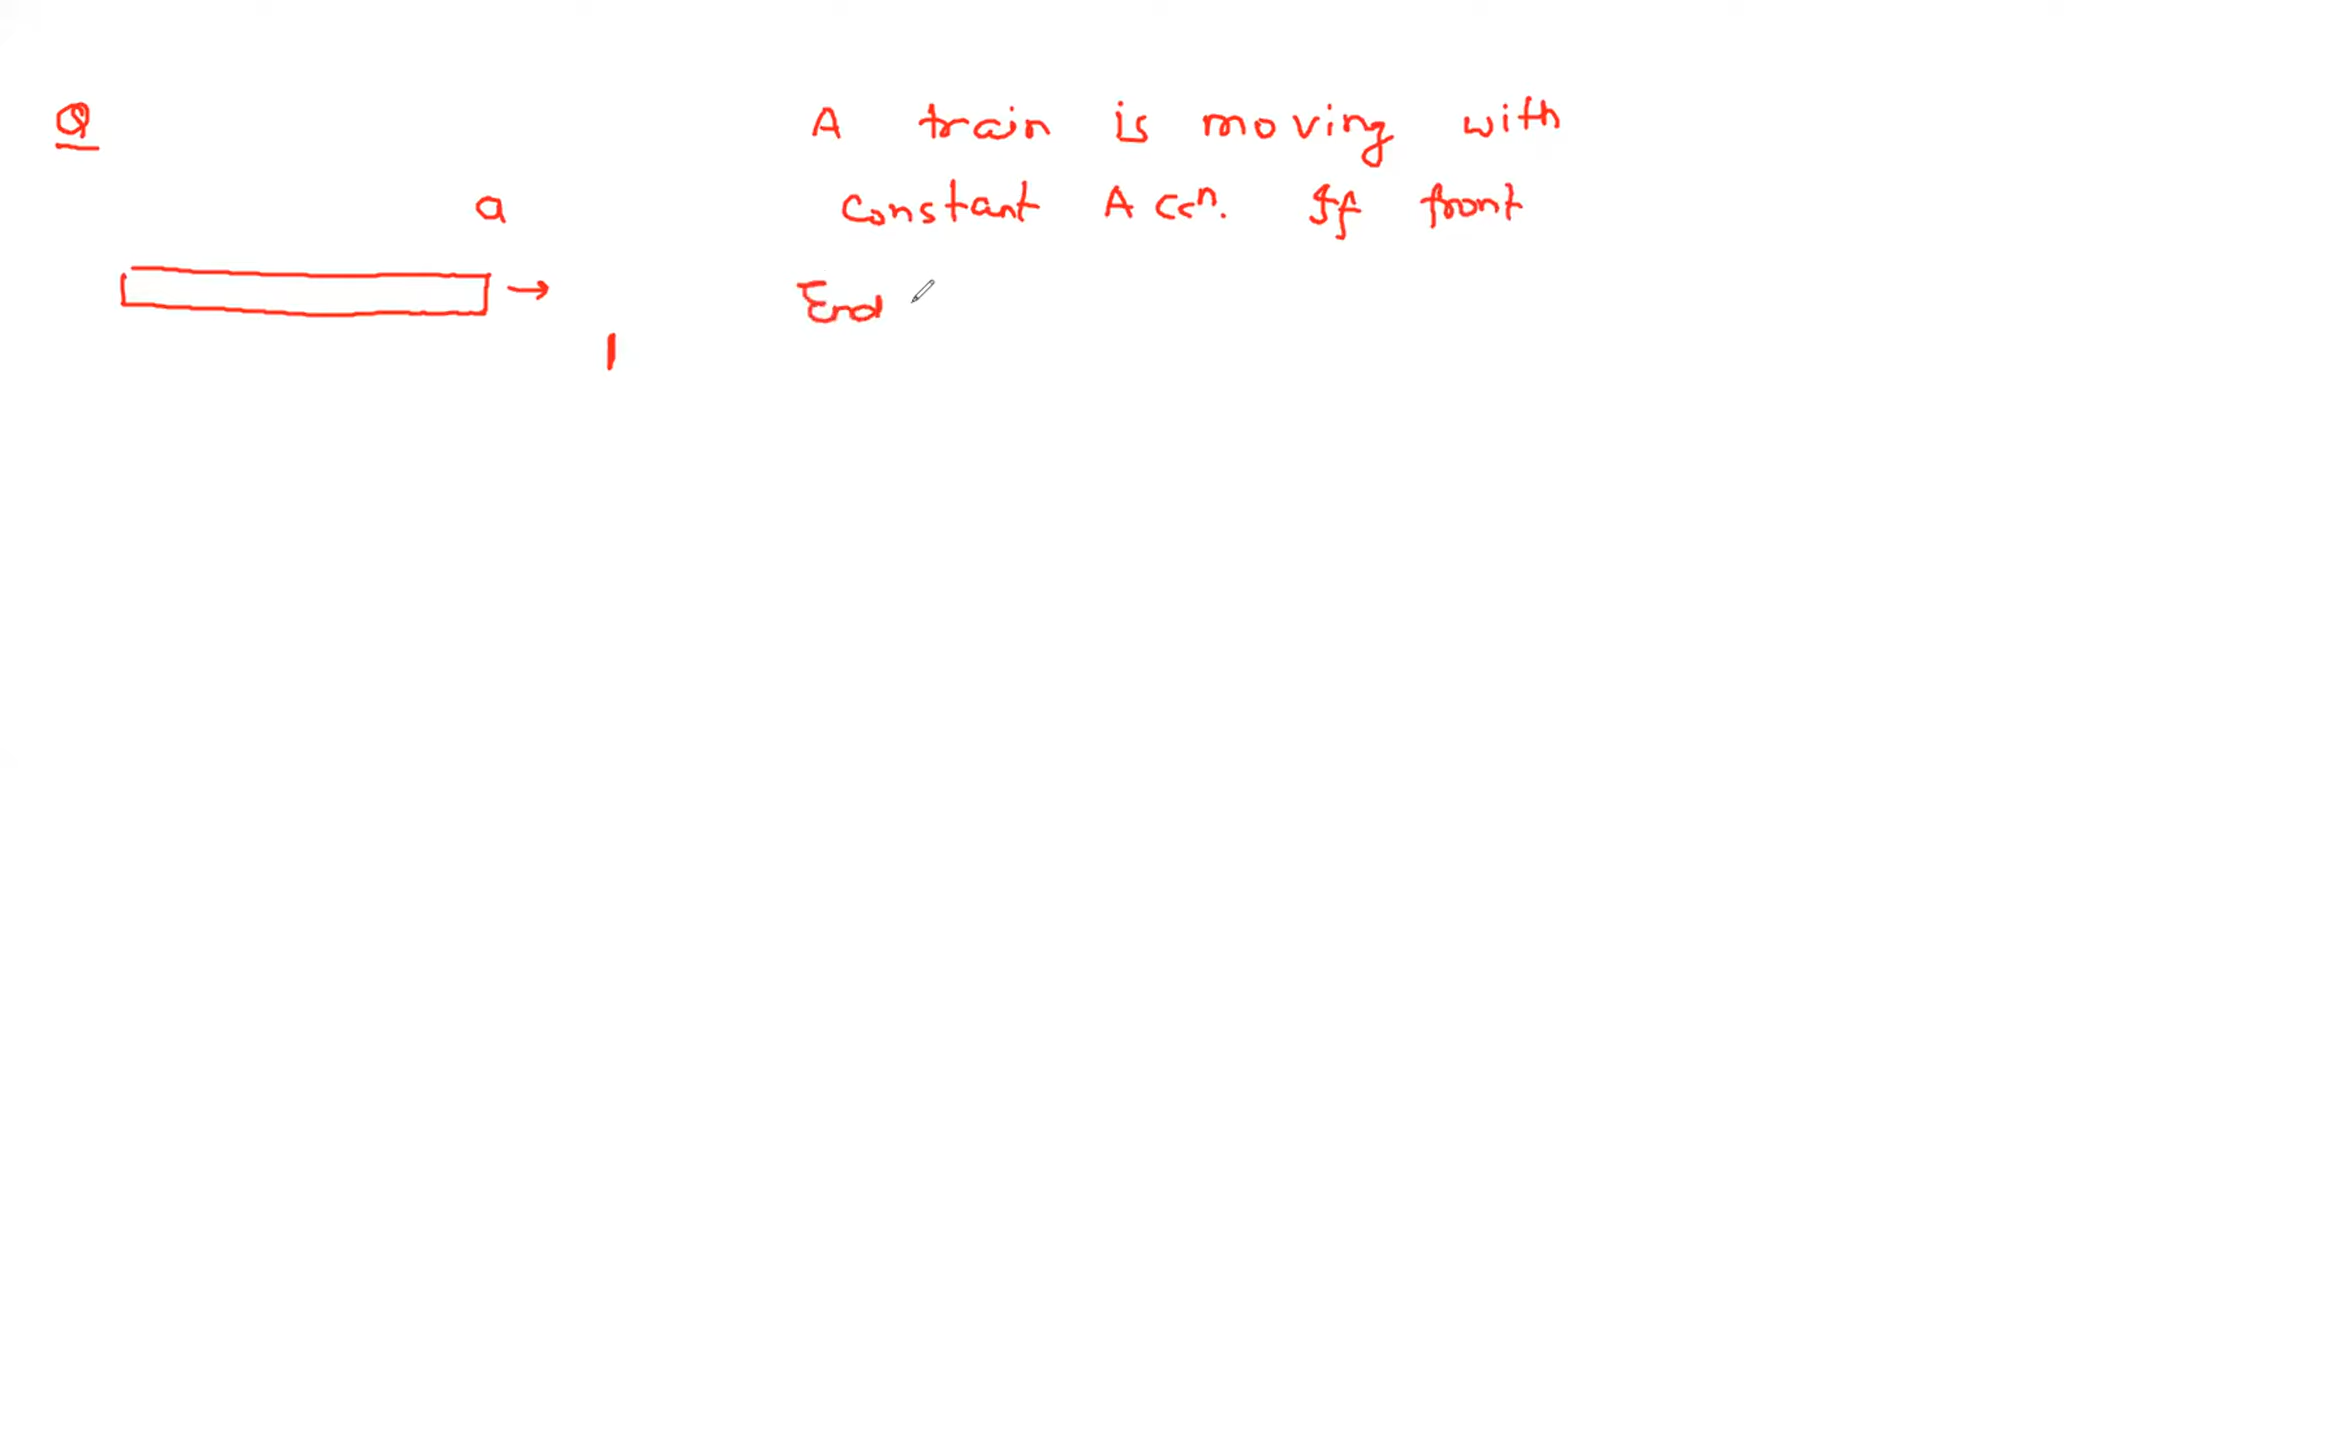 Q
A train is moving with
a
constant Accⁿ. If front
End